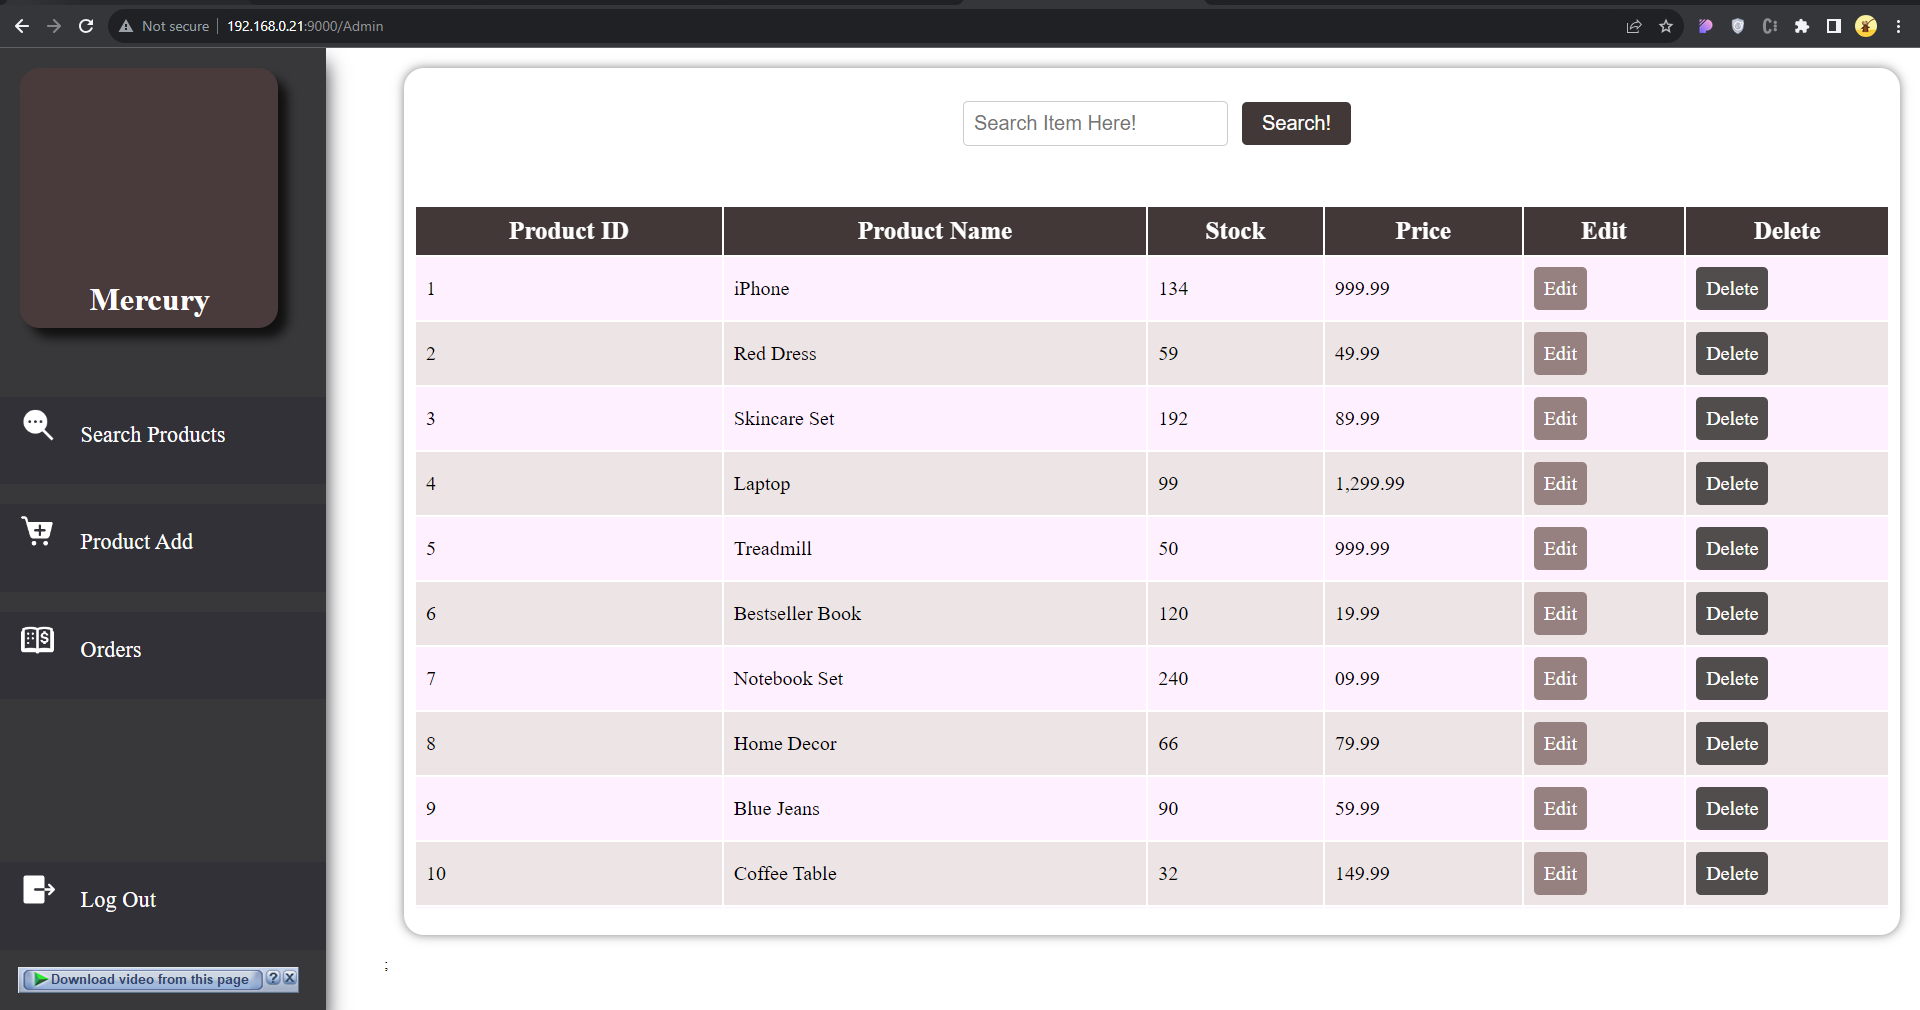 Not secure | 192.168.0.21:9000/Admin
Mercury
Search Products
Product Add
Orders
Log Out
Download video from this page ? X
Search Item Here! Search!
Product ID Product Name Stock Price Edit Delete
1 iPhone 134 999.99 Edit Delete
2 Red Dress 59 49.99 Edit Delete
3 Skincare Set 192 89.99 Edit Delete
4 Laptop 99 1,299.99 Edit Delete
5 Treadmill 50 999.99 Edit Delete
6 Bestseller Book 120 19.99 Edit Delete
7 Notebook Set 240 09.99 Edit Delete
8 Home Decor 66 79.99 Edit Delete
9 Blue Jeans 90 59.99 Edit Delete
10 Coffee Table 32 149.99 Edit Delete
;